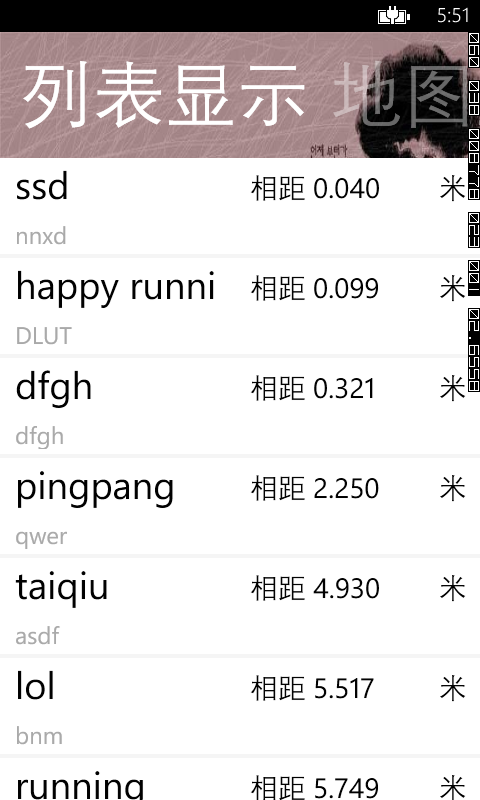 5:51
列表显示 地图
ssd 相距 0.040 米
nnxd
happy runni 相距 0.099 米
DLUT
dfgh 相距 0.321 米
dfgh
pingpang 相距 2.250 米
qwer
taiqiu 相距 4.930 米
asdf
lol 相距 5.517 米
bnm
running 相距 5.749 米